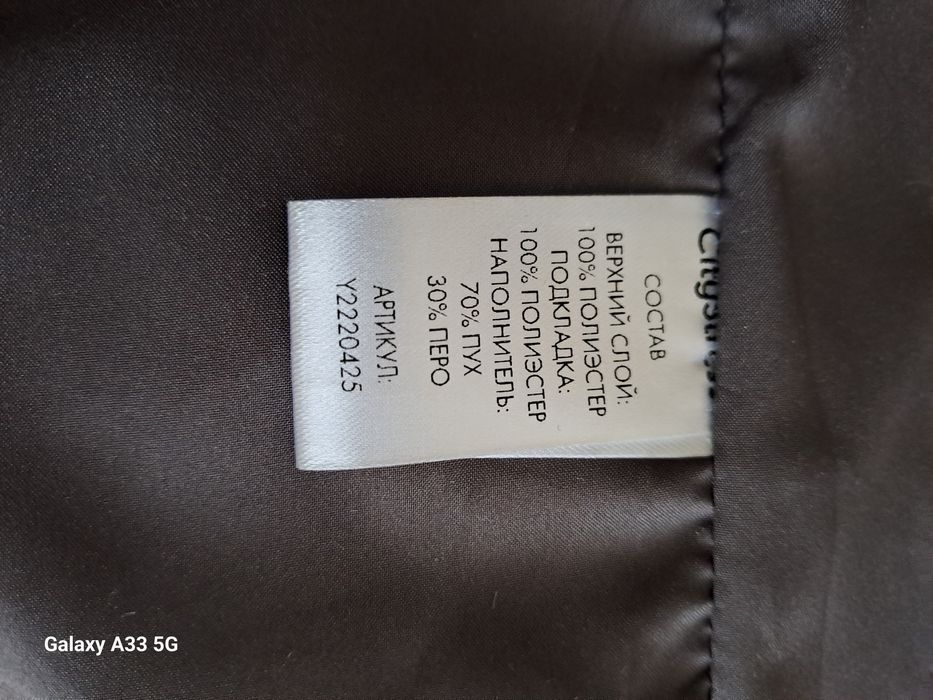 СОСТАВ
ВЕРХНИЙ СЛОЙ:
100% ПОЛИЭСТЕР
ПОДКЛАДКА:
100% ПОЛИЭСТЕР
НАПОЛНИТЕЛЬ:
70% ПУХ
30% ПЕРО
АРТИКУЛ:
Y2220425
Galaxy A33 5G